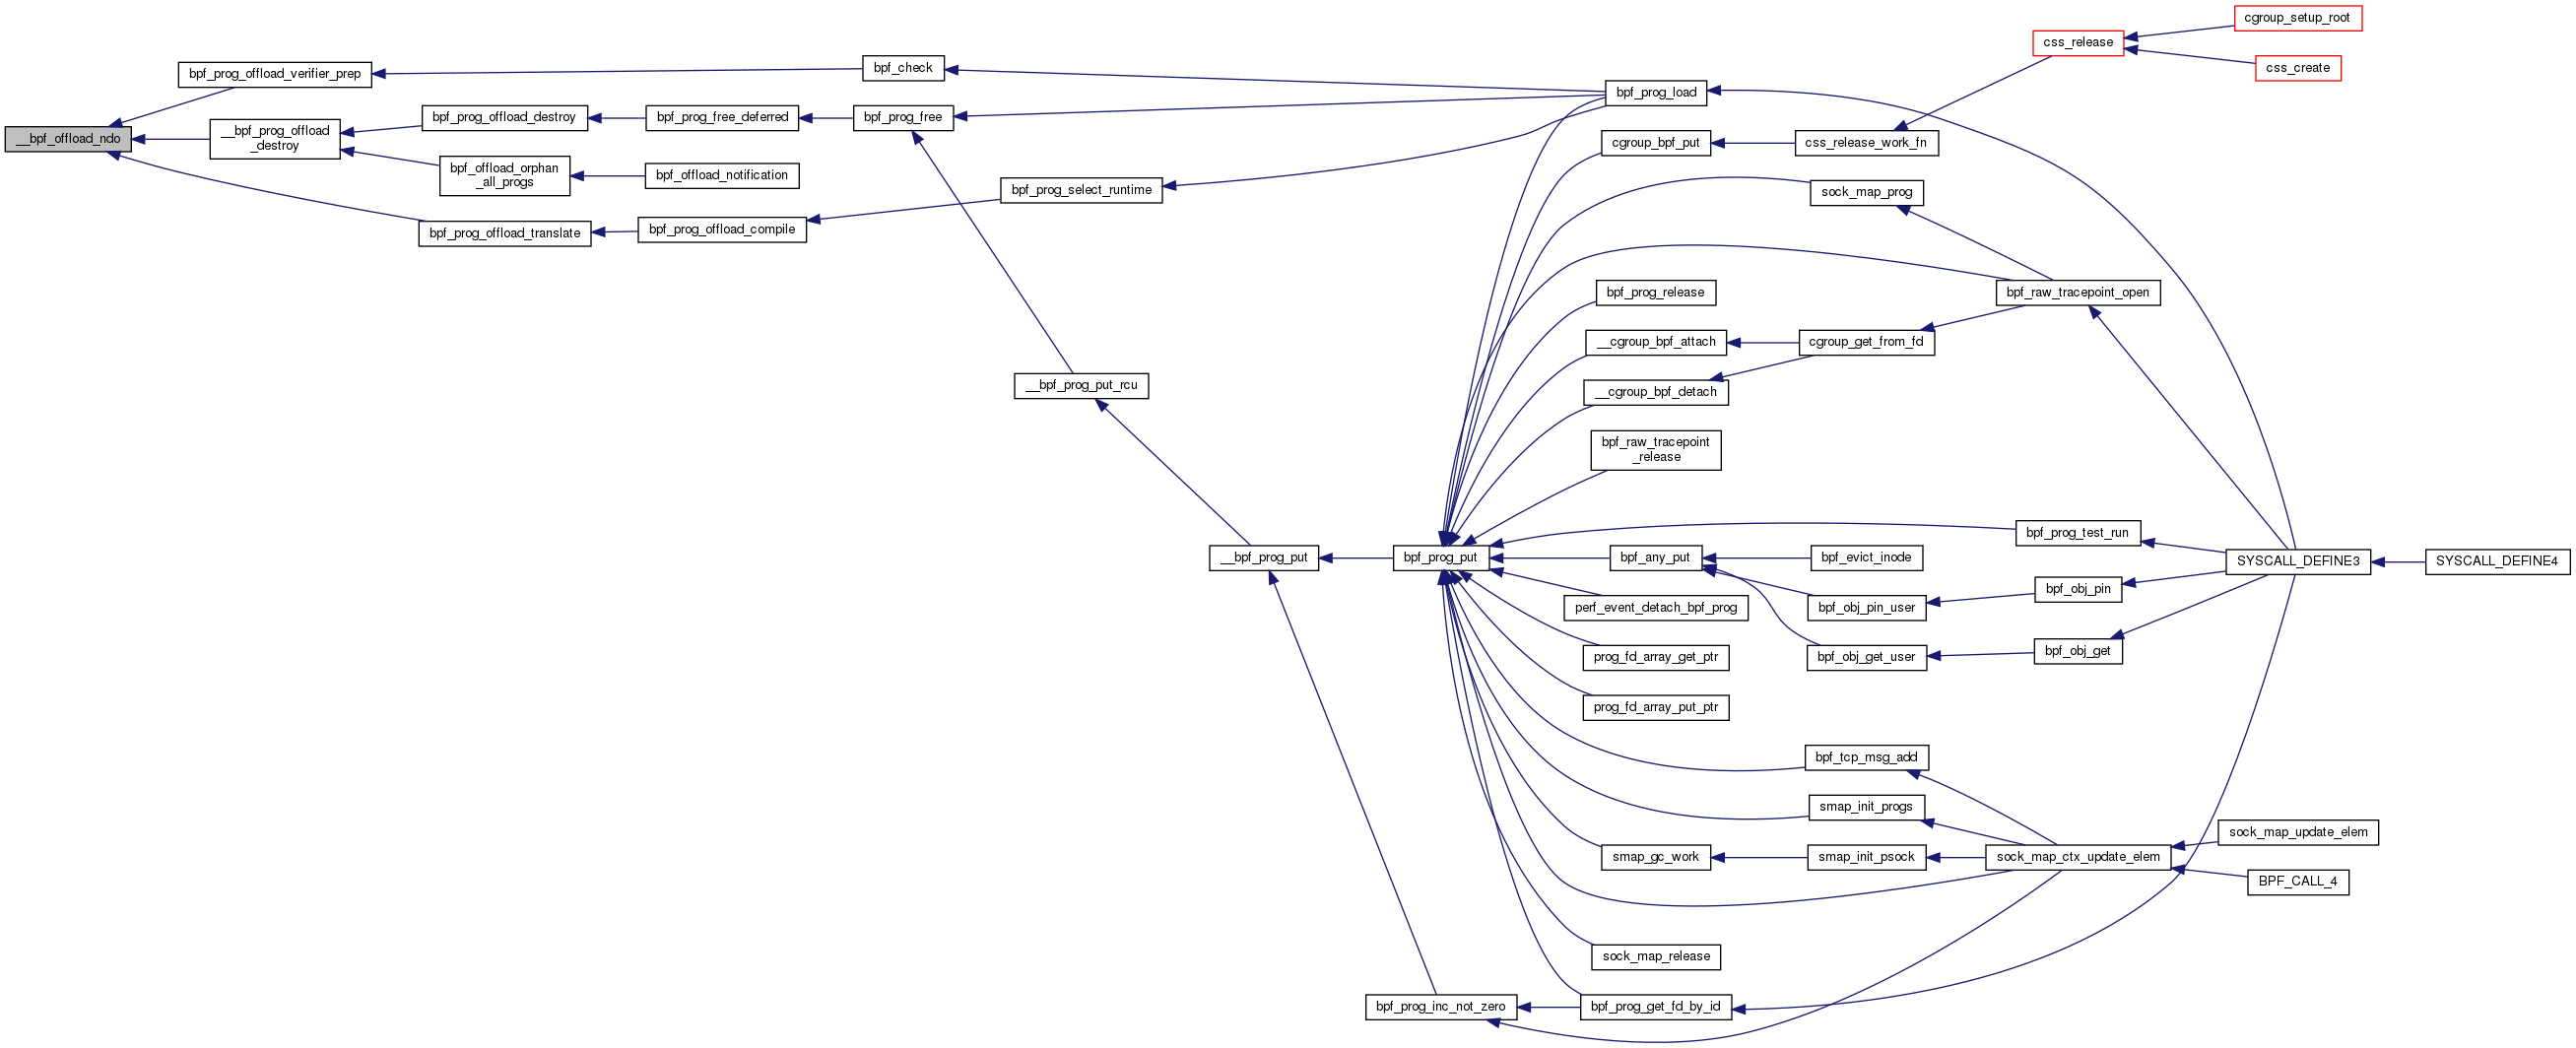 cgroup_setup_root
css_release
css_create
bpf_prog_offload_verifier_prep
bpf_check
bpf_prog_load
__bpf_offload_ndo
__bpf_prog_offload
_destroy
bpf_prog_offload_destroy
bpf_prog_free_deferred
bpf_prog_free
cgroup_bpf_put
css_release_work_fn
bpf_offload_orphan
_all_progs
bpf_offload_notification
bpf_prog_select_runtime
sock_map_prog
bpf_prog_offload_translate
bpf_prog_offload_compile
bpf_prog_release
bpf_raw_tracepoint_open
__cgroup_bpf_attach
cgroup_get_from_fd
__bpf_prog_put_rcu
__cgroup_bpf_detach
bpf_raw_tracepoint
_release
bpf_prog_test_run
__bpf_prog_put
bpf_prog_put
bpf_any_put
bpf_evict_inode
SYSCALL_DEFINE3
SYSCALL_DEFINE4
bpf_obj_pin
perf_event_detach_bpf_prog
bpf_obj_pin_user
bpf_obj_get
prog_fd_array_get_ptr
bpf_obj_get_user
prog_fd_array_put_ptr
bpf_tcp_msg_add
smap_init_progs
sock_map_update_elem
smap_gc_work
smap_init_psock
sock_map_ctx_update_elem
BPF_CALL_4
sock_map_release
bpf_prog_inc_not_zero
bpf_prog_get_fd_by_id